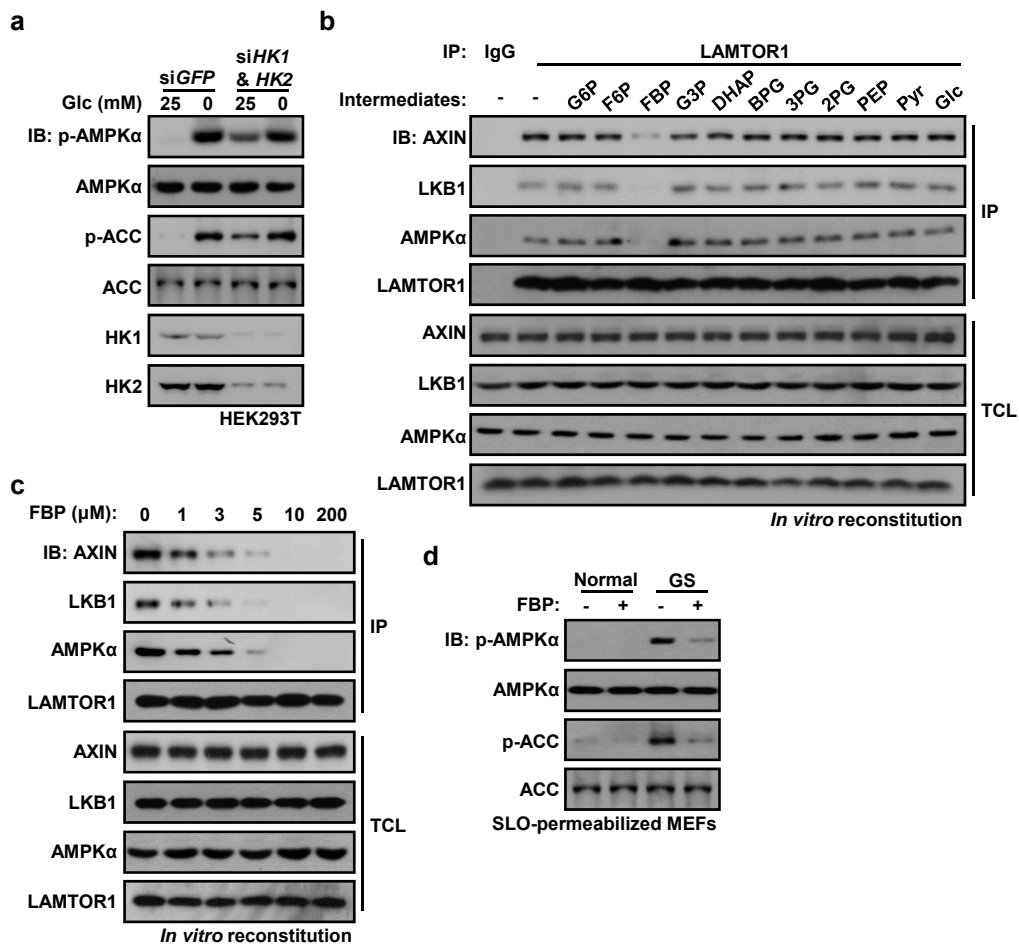 a
siGFP
siHK1
& HK2
Glc (mM) 25 0 25 0
IB: p-AMPKα
AMPKα
p-ACC
ACC
HK1
HK2
HEK293T
b
IP: IgG LAMTOR1
Intermediates: - - G6P F6P FBP G3P DHAP BPG 3PG 2PG PEP Pyr Glc
IB: AXIN
LKB1
AMPKα
LAMTOR1
IP
AXIN
LKB1
AMPKα
LAMTOR1
TCL
In vitro reconstitution
c
FBP (µM): 0 1 3 5 10 200
IB: AXIN
LKB1
AMPKα
LAMTOR1
IP
AXIN
LKB1
AMPKα
LAMTOR1
TCL
In vitro reconstitution
d
Normal GS
FBP: - + - +
IB: p-AMPKα
AMPKα
p-ACC
ACC
SLO-permeabilized MEFs